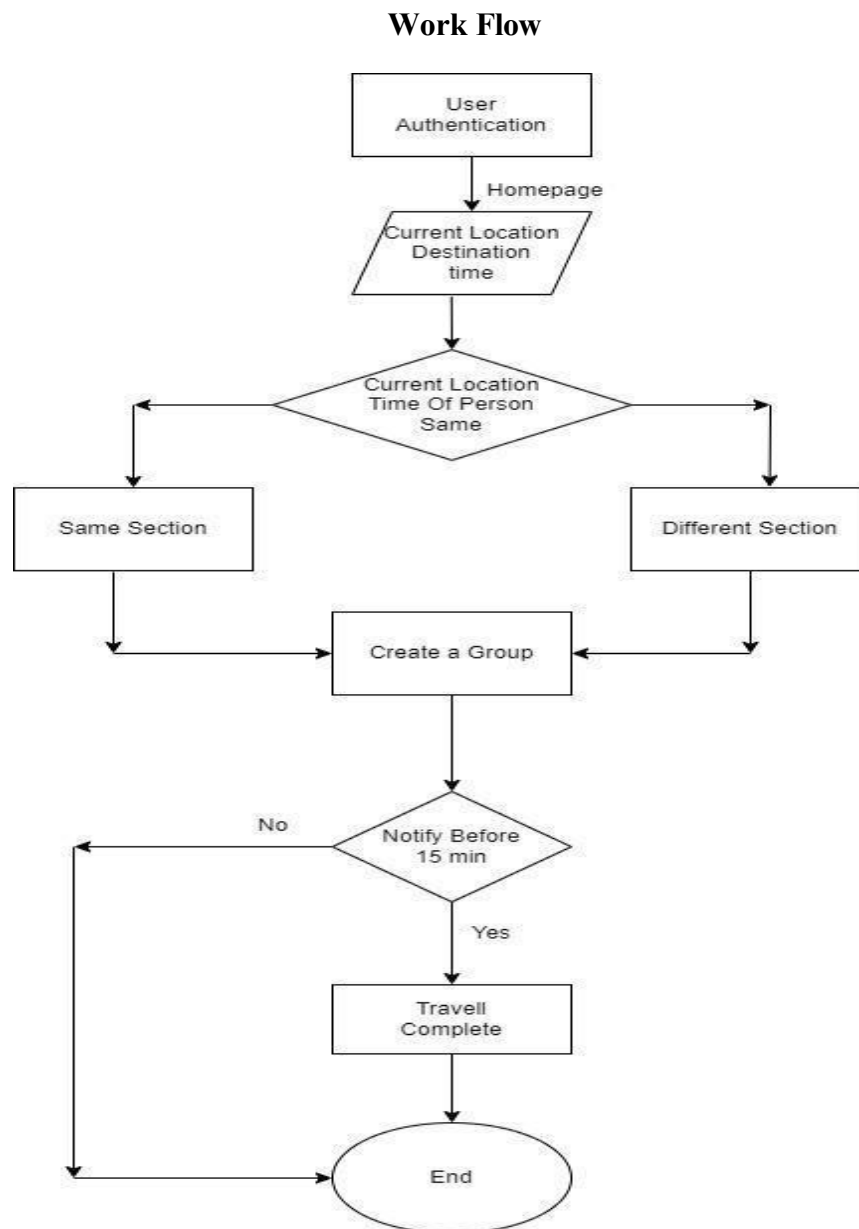 Work Flow
User
Authentication
Homepage
Current Location
Destination
time
Current Location
Time Of Person
Same
Same Section
Different Section
Create a Group
No
Notify Before
15 min
Yes
Travell
Complete
End